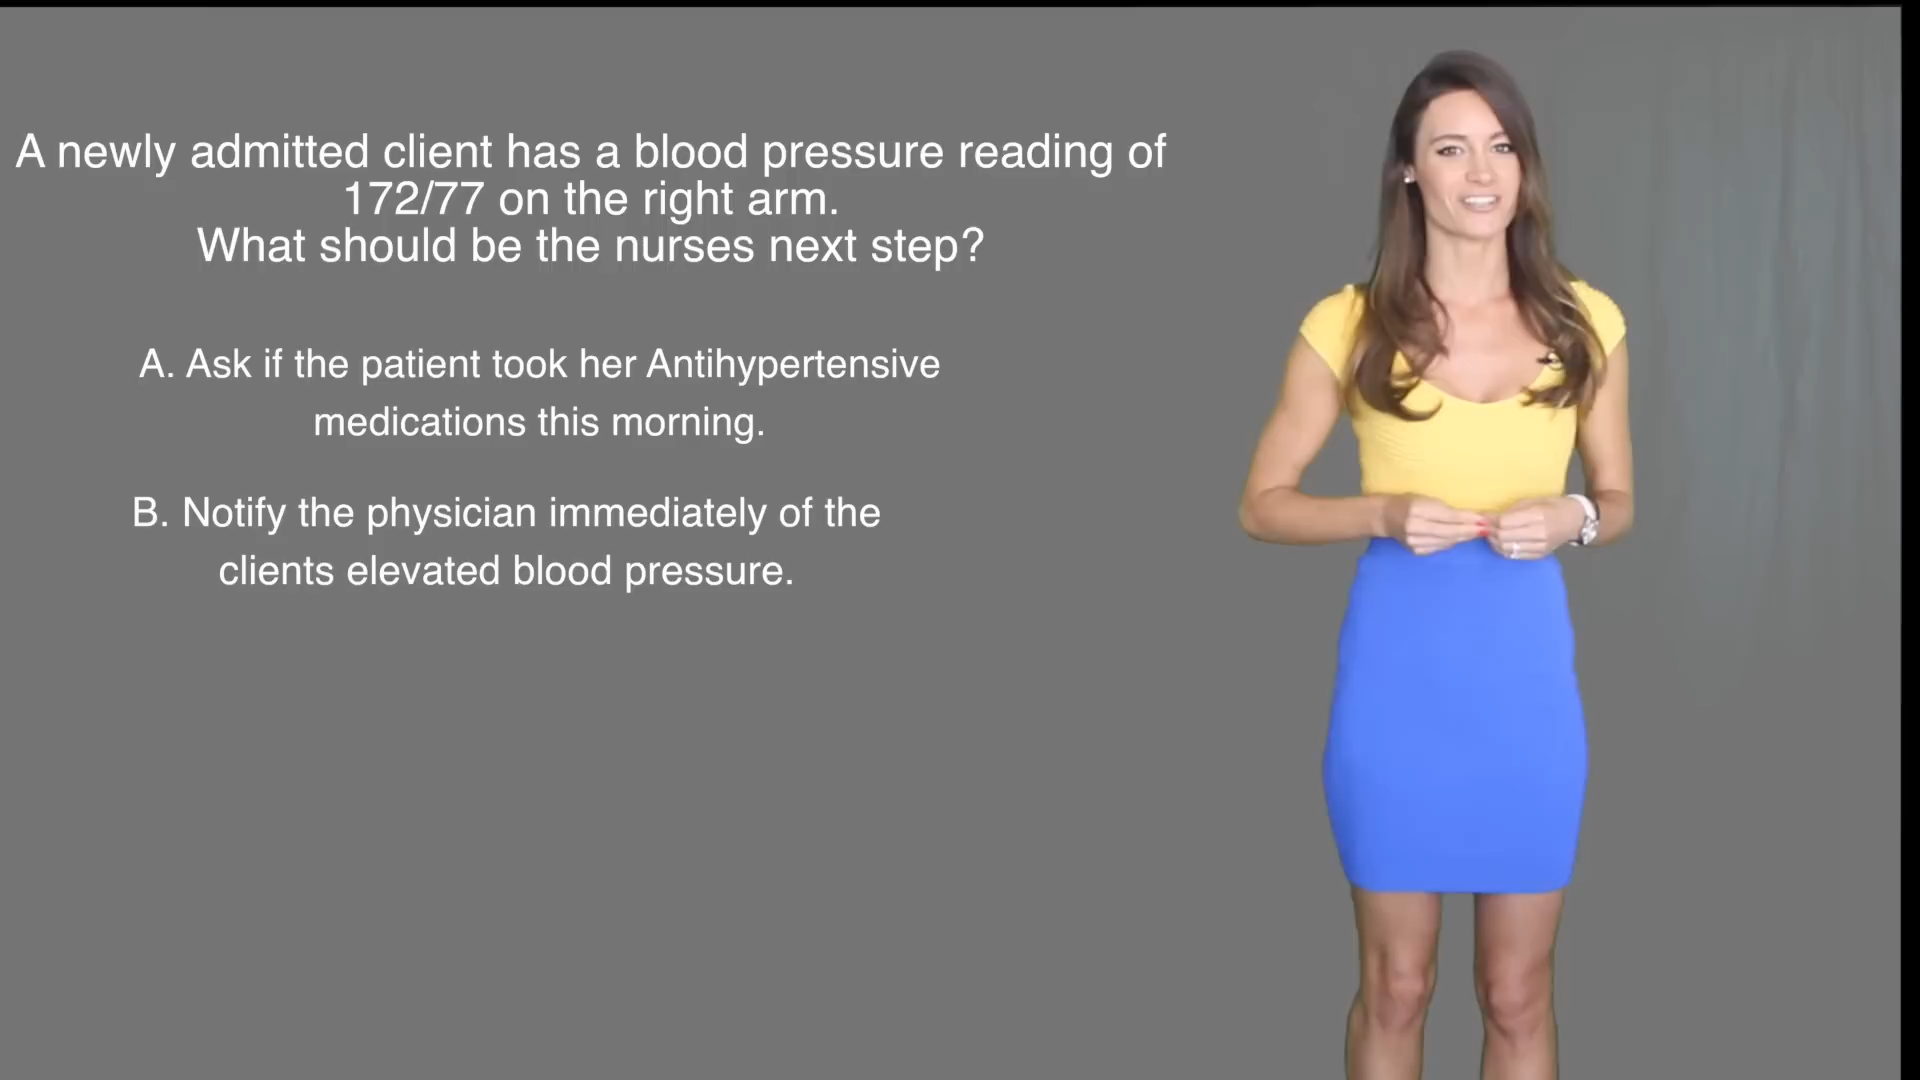 A newly admitted client has a blood pressure reading of
172/77 on the right arm.
What should be the nurses next step?
A. Ask if the patient took her Antihypertensive
medications this morning.
B. Notify the physician immediately of the
clients elevated blood pressure.